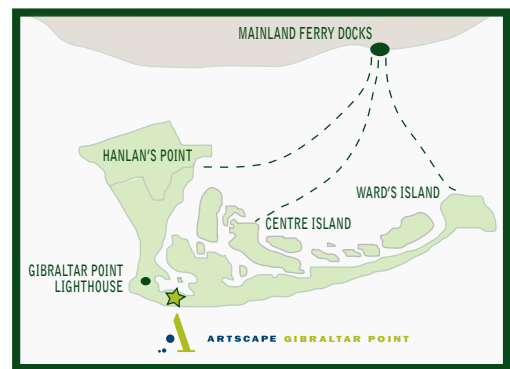 MAINLAND FERRY DOCKS
HANLAN'S POINT
WARD'S ISLAND
CENTRE ISLAND
GIBRALTAR POINT
LIGHTHOUSE
ARTSCAPE GIBRALTAR POINT